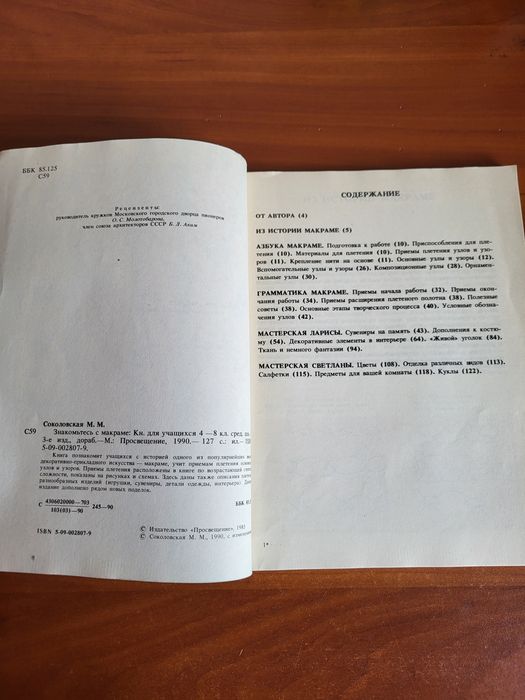 ББК 85.125
С59
Рецензенты:
руководитель кружков Московского городского дворца пионеров
О. С. Молотобарова,
член союза архитекторов СССР Б. Л. Аким
Соколовская М. М.
С59 Знакомьтесь с макраме: Кн. для учащихся 4 — 8 кл. сред. шк.
3-е изд., дораб.—М.: Просвещение, 1990.— 127 с.: ил.—
5-09-002807-9.
Книга познакомит учащихся с историей одного из популярнейших
декоративно-прикладного искусства — макраме, учит приемам плетения
узлов и узоров. Приемы плетения расположены в книге по возрастающей
сложности, показаны на рисунках и схемах. Здесь даны также описания
разнообразных изделий (игрушки, сувениры, детали одежды, интерьера).
издание дополнено рядом новых поделок.
С 4306020000—703
103(03)—90 245—90 ББК
ISBN 5-09-002807-9
© Издательство «Просвещение», 1985
© Соколовская М. М., 1990, с
СОДЕРЖАНИЕ
ОТ АВТОРА (4)
ИЗ ИСТОРИИ МАКРАМЕ (5)
АЗБУКА МАКРАМЕ. Подготовка к работе (10). Приспособления для пле-
тения (10). Материалы для плетения (10). Приемы плетения узлов и узо-
ров (11). Крепление нити на основе (11). Основные узлы и узоры (12).
Вспомогательные узлы и узоры (26). Композиционные узлы (28). Орнамен-
тальные узлы (30).
ГРАММАТИКА МАКРАМЕ. Приемы начала работы (32). Приемы окон-
чания работы (34). Приемы расширения плетеного полотна (38). Полезные
советы (38). Основные этапы творческого процесса (40). Условные обозна-
чения узлов (42).
МАСТЕРСКАЯ ЛАРИСЫ. Сувениры на память (43). Дополнения к костю-
му (54). Декоративные элементы в интерьере (64). «Живой» уголок (84).
Ткань и немного фантазии (94).
МАСТЕРСКАЯ СВЕТЛАНЫ. Цветы (108). Отделка различных видов (113).
Салфетки (115). Предметы для вашей комнаты (118). Куклы (122).
1*